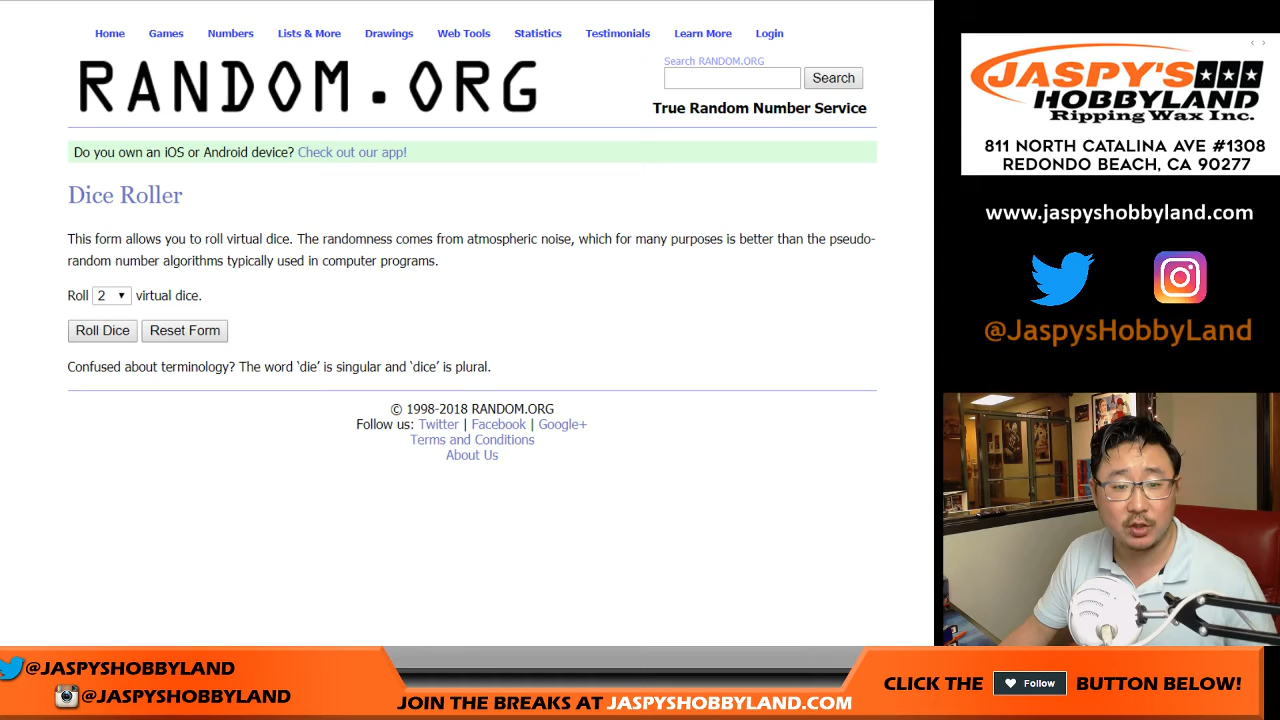 Home Games Numbers Lists & More Drawings Web Tools Statistics Testimonials Learn More Login
RANDOM.ORG
Search RANDOM.ORG
Search
True Random Number Service
Do you own an iOS or Android device? Check out our app!
Dice Roller
This form allows you to roll virtual dice. The randomness comes from atmospheric noise, which for many purposes is better than the pseudo-
random number algorithms typically used in computer programs.
Roll 2 virtual dice.
Roll Dice Reset Form
Confused about terminology? The word ‘die’ is singular and ‘dice’ is plural.
© 1998-2018 RANDOM.ORG
Follow us: Twitter | Facebook | Google+
Terms and Conditions
About Us
JASPY'S
HOBBYLAND
Ripping Wax Inc.
811 NORTH CATALINA AVE #1308
REDONDO BEACH, CA 90277
www.jaspyshobbyland.com
@JaspysHobbyLand
@JASPYSHOBBYLAND
@JASPYSHOBBYLAND
JOIN THE BREAKS AT JASPYSHOBBYLAND.COM
CLICK THE Follow BUTTON BELOW!